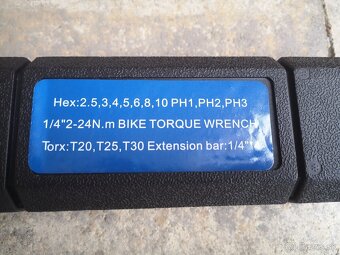 Hex:2.5,3,4,5,6,8,10 PH1,PH2,PH3
1/4"2-24N.m BIKE TORQUE WRENCH
Torx:T20,T25,T30 Extension bar:1/4"